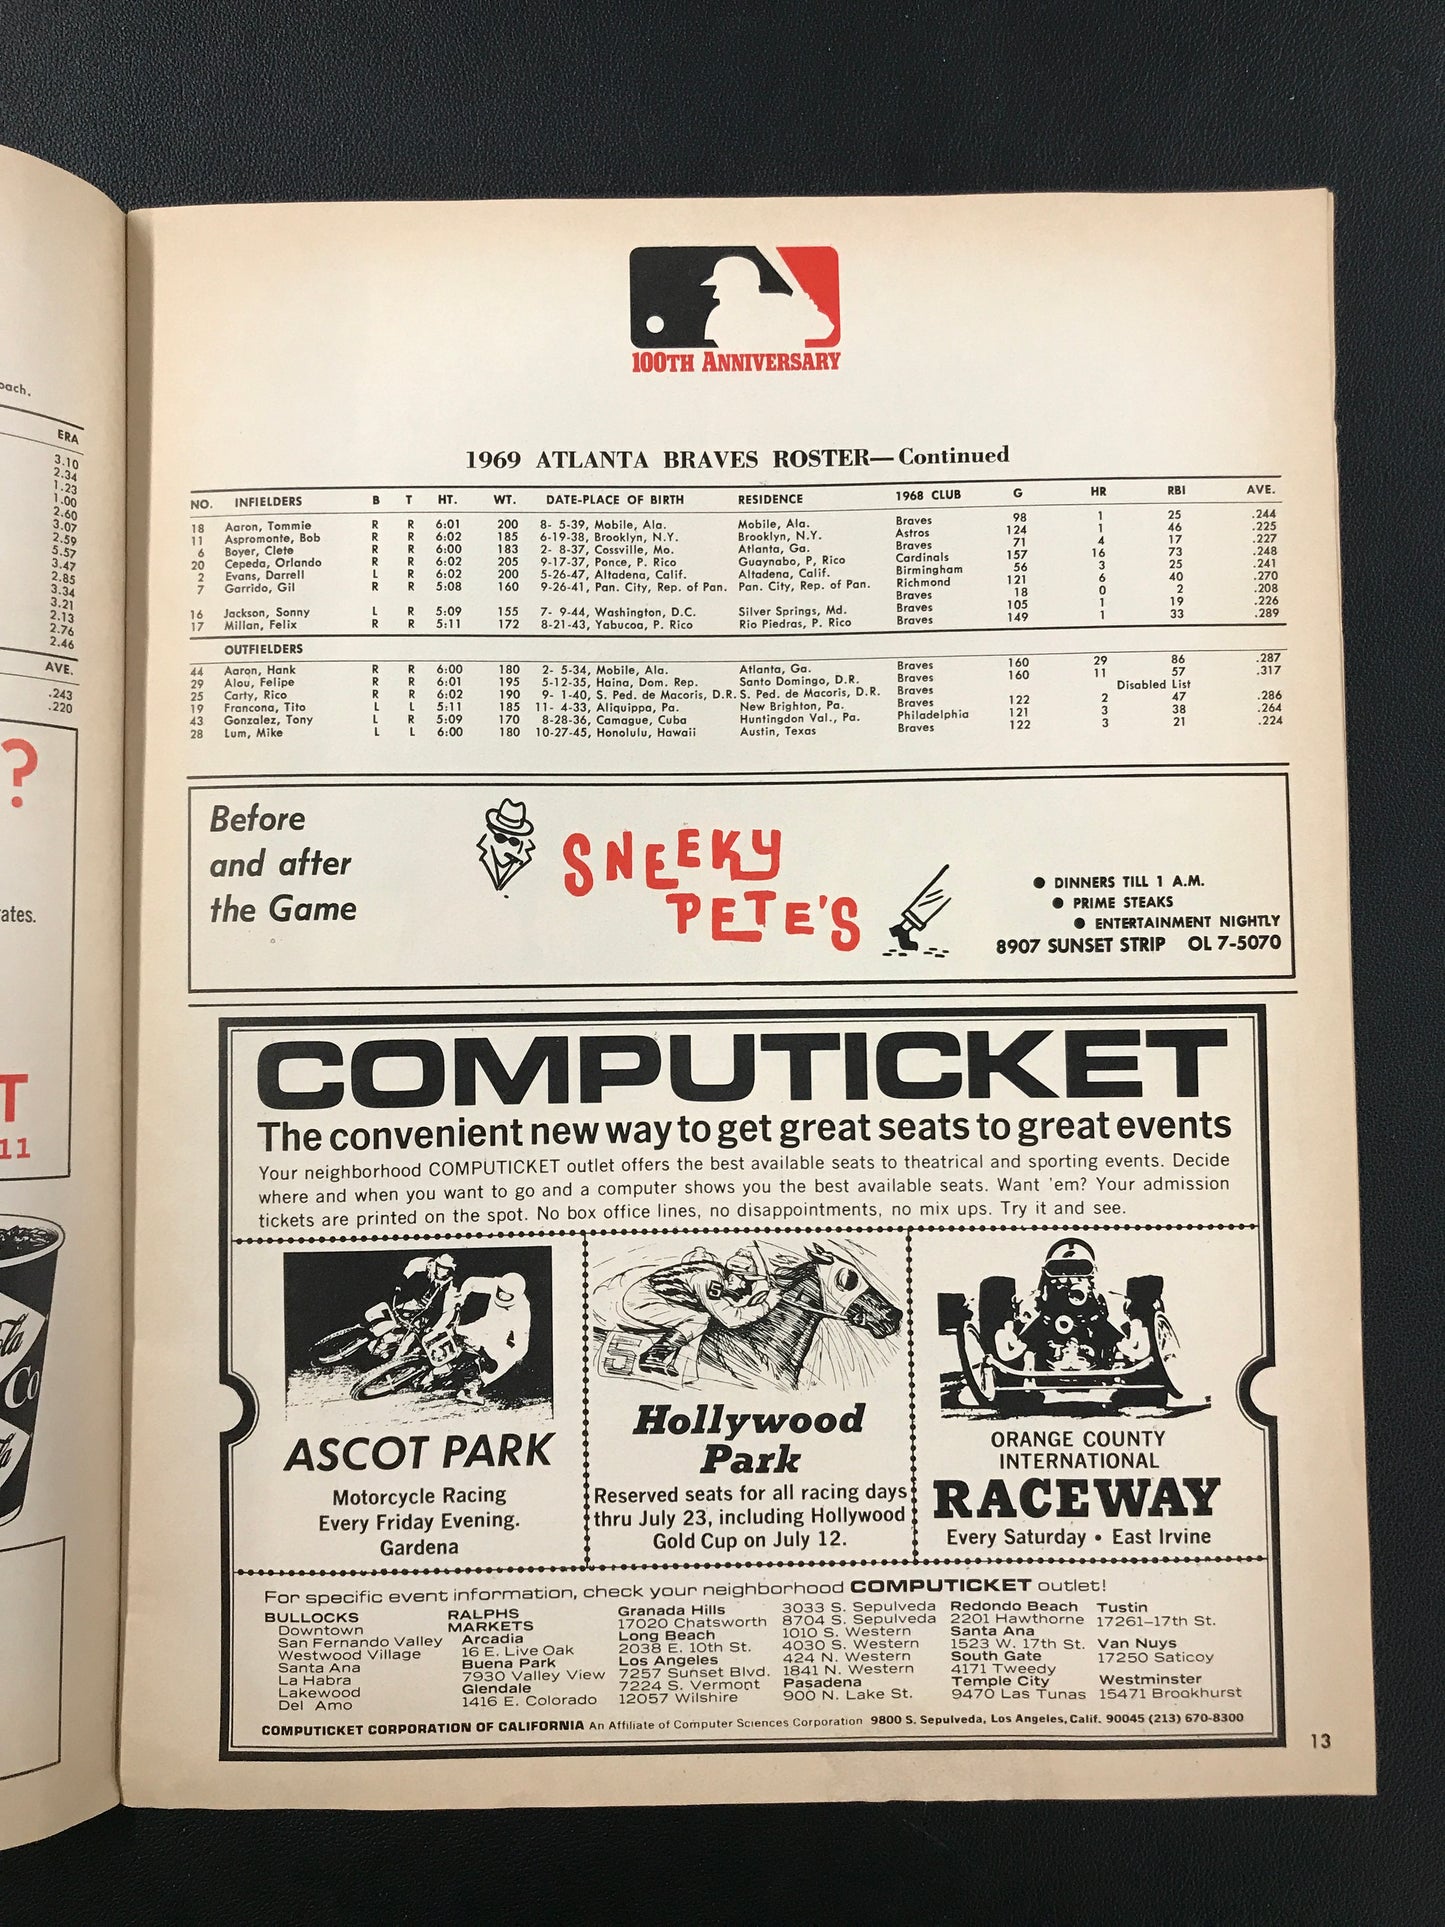 oach.
ERA
3.10
2.34
1.23
1.00
2.60
3.07
2.59
5.57
3.47
2.85
3.34
3.21
2.13
2.76
2.46
AVE.
.243
.220
?
ates.
T
11
Co
100TH ANNIVERSARY
1969 ATLANTA BRAVES ROSTER—Continued
NO. INFIELDERS B T HT. WT. DATE-PLACE OF BIRTH RESIDENCE 1968 CLUB G HR RBI AVE.
18 Aaron, Tommie R R 6:01 200 8- 5-39, Mobile, Ala. Mobile, Ala. Braves 98 1 25 .244
11 Aspromonte, Bob R R 6:02 185 6-19-38, Brooklyn, N.Y. Brooklyn, N.Y. Astros 124 1 46 .225
6 Boyer, Clete R R 6:00 183 2- 8-37, Cossville, Mo. Atlanta, Ga. Braves 71 4 17 .227
20 Cepeda, Orlando R R 6:02 205 9-17-37, Ponce, P. Rico Guaynabo, P, Rico Cardinals 157 16 73 .248
2 Evans, Darrell L R 6:02 200 5-26-47, Altadena, Calif. Altadena, Calif. Birmingham 56 3 25 .241
7 Garrido, Gil R R 5:08 160 9-26-41, Pan. City, Rep. of Pan. Pan. City, Rep. of Pan. Richmond 121 6 40 .270
Braves 18 0 2 .208
16 Jackson, Sonny L R 5:09 155 7- 9-44, Washington, D.C. Silver Springs, Md. Braves 105 1 19 .226
17 Millan, Felix R R 5:11 172 8-21-43, Yabucoa, P. Rico Rio Piedras, P. Rico Braves 149 1 33 .289
OUTFIELDERS
44 Aaron, Hank R R 6:00 180 2- 5-34, Mobile, Ala. Atlanta, Ga. Braves 160 29 86 .287
29 Alou, Felipe R R 6:01 195 5-12-35, Haina, Dom. Rep. Santo Domingo, D.R. Braves 160 11 57 .317
25 Carty, Rico R R 6:02 190 9- 1-40, S. Ped. de Macoris, D.R. S. Ped. de Macoris, D.R. Braves Disabled List
19 Francona, Tito L L 5:11 185 11- 4-33, Aliquippa, Pa. New Brighton, Pa. Braves 122 2 47 .286
43 Gonzalez, Tony L R 5:09 170 8-28-36, Camague, Cuba Huntingdon Val., Pa. Philadelphia 121 3 38 .264
28 Lum, Mike L L 6:00 180 10-27-45, Honolulu, Hawaii Austin, Texas Braves 122 3 21 .224
Before
and after
the Game
SNEEKY
PETE'S
● DINNERS TILL 1 A.M.
● PRIME STEAKS
● ENTERTAINMENT NIGHTLY
8907 SUNSET STRIP OL 7-5070
COMPUTICKET
The convenient new way to get great seats to great events
Your neighborhood COMPUTICKET outlet offers the best available seats to theatrical and sporting events. Decide
where and when you want to go and a computer shows you the best available seats. Want 'em? Your admission
tickets are printed on the spot. No box office lines, no disappointments, no mix ups. Try it and see.
ASCOT PARK
Motorcycle Racing
Every Friday Evening.
Gardena
5
5
Hollywood
Park
Reserved seats for all racing days
thru July 23, including Hollywood
Gold Cup on July 12.
ORANGE COUNTY
INTERNATIONAL
RACEWAY
Every Saturday • East Irvine
For specific event information, check your neighborhood COMPUTICKET outlet!
BULLOCKS
Downtown
San Fernando Valley
Westwood Village
Santa Ana
La Habra
Lakewood
Del Amo
RALPHS
MARKETS
Arcadia
16 E. Live Oak
Buena Park
7930 Valley View
Glendale
1416 E. Colorado
Granada Hills
17020 Chatsworth
Long Beach
2038 E. 10th St.
Los Angeles
7257 Sunset Blvd.
7224 S. Vermont
12057 Wilshire
3033 S. Sepulveda
8704 S. Sepulveda
1010 S. Western
4030 S. Western
424 N. Western
1841 N. Western
Pasadena
900 N. Lake St.
Redondo Beach
2201 Hawthorne
Santa Ana
1523 W. 17th St.
South Gate
4171 Tweedy
Temple City
9470 Las Tunas
Tustin
17261-17th St.
Van Nuys
17250 Saticoy
Westminster
15471 Brookhurst
COMPUTICKET CORPORATION OF CALIFORNIA An Affiliate of Computer Sciences Corporation 9800 S. Sepulveda, Los Angeles, Calif. 90045 (213) 670-8300
13